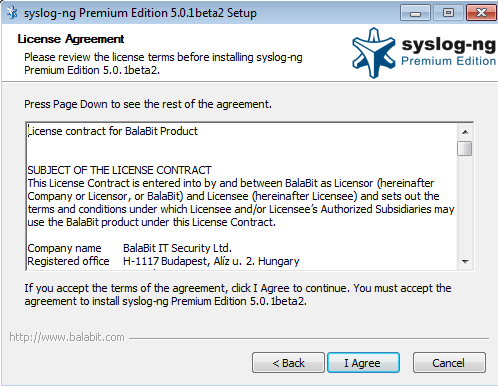 syslog-ng Premium Edition 5.0.1beta2 Setup
License Agreement
Please review the license terms before installing syslog-ng
Premium Edition 5.0.1beta2.
syslog-ng
Premium Edition
Press Page Down to see the rest of the agreement.
License contract for BalaBit Product
SUBJECT OF THE LICENSE CONTRACT
This License Contract is entered into by and between BalaBit as Licensor (hereinafter
Company or Licensor, or BalaBit) and Licensee (hereinafter Licensee) and sets out the
terms and conditions under which Licensee and/or Licensee's Authorized Subsidiaries may
use the BalaBit product under this License Contract.
Company name BalaBit IT Security Ltd.
Registered office H-1117 Budapest, Alíz u. 2. Hungary
If you accept the terms of the agreement, click I Agree to continue. You must accept the
agreement to install syslog-ng Premium Edition 5.0.1beta2.
http://www.balabit.com
< Back I Agree Cancel